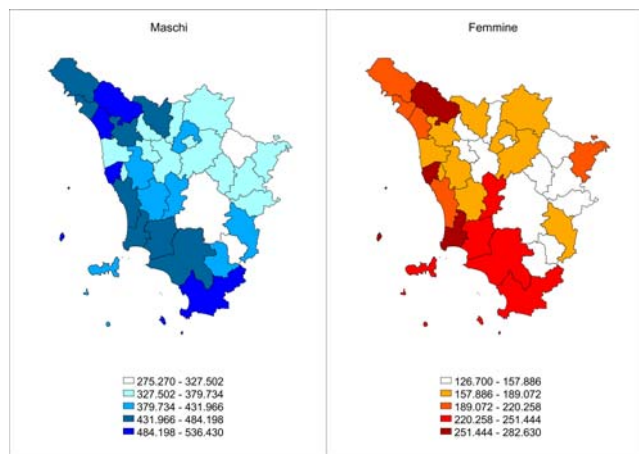 Maschi
275.270 - 327.502
327.502 - 379.734
379.734 - 431.966
431.966 - 484.198
484.198 - 536.430
Femmine
126.700 - 157.886
157.886 - 189.072
189.072 - 220.258
220.258 - 251.444
251.444 - 282.630